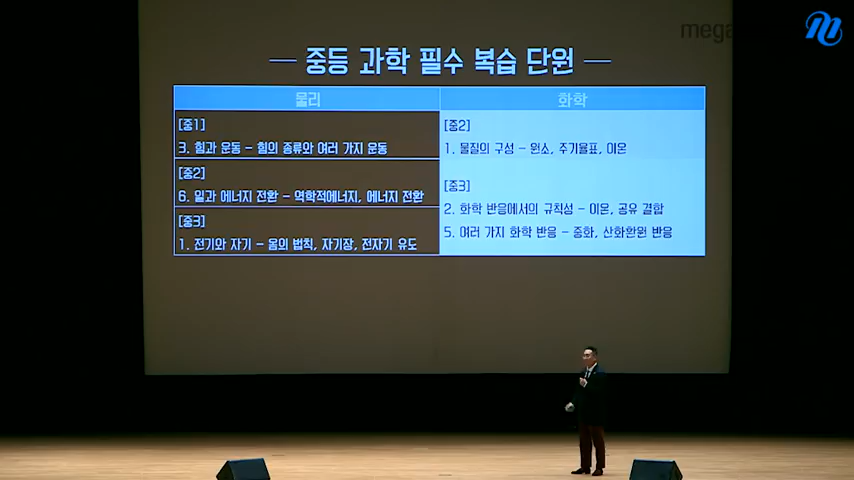 mega
— 중등 과학 필수 복습 단원 —
물리
화학
[중1]
3. 힘과 운동 - 힘의 종류와 여러 가지 운동
[중2]
6. 일과 에너지 전환 - 역학적에너지, 에너지 전환
[중3]
1. 전기와 자기 - 옴의 법칙, 자기장, 전자기 유도
[중2]
1. 물질의 구성 - 원소, 주기율표, 이온
[중3]
2. 화학 반응에서의 규칙성 - 이온, 공유 결합
5. 여러 가지 화학 반응 - 중화, 산화환원 반응